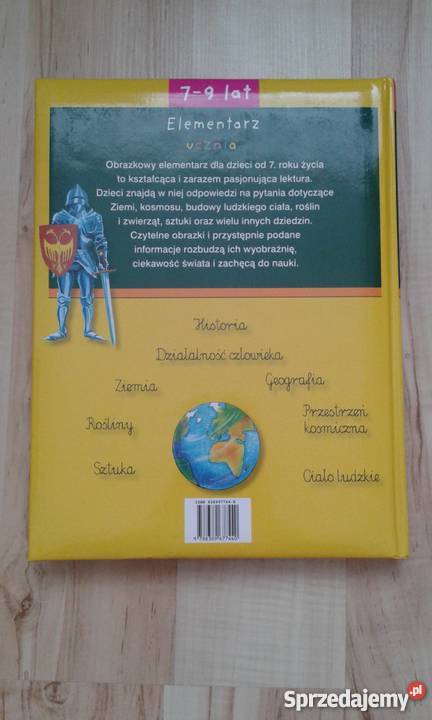 7-9 lat
Elementarz
ucznia
Obrazkowy elementarz dla dzieci od 7. roku życia
to kształcąca i zarazem pasjonująca lektura.
Dzieci znajdą w niej odpowiedzi na pytania dotyczące
Ziemi, kosmosu, budowy ludzkiego ciała, roślin
i zwierząt, sztuki oraz wielu innych dziedzin.
Czytelne obrazki i przystępnie podane
informacje rozbudzą ich wyobraźnię,
ciekawość świata i zachęcą do nauki.
Historia
Działalność człowieka
Ziemia
Geografia
Rośliny
Przestrzeń
kosmiczna
Sztuka
Ciało ludzkie
Sprzedajemy.pl